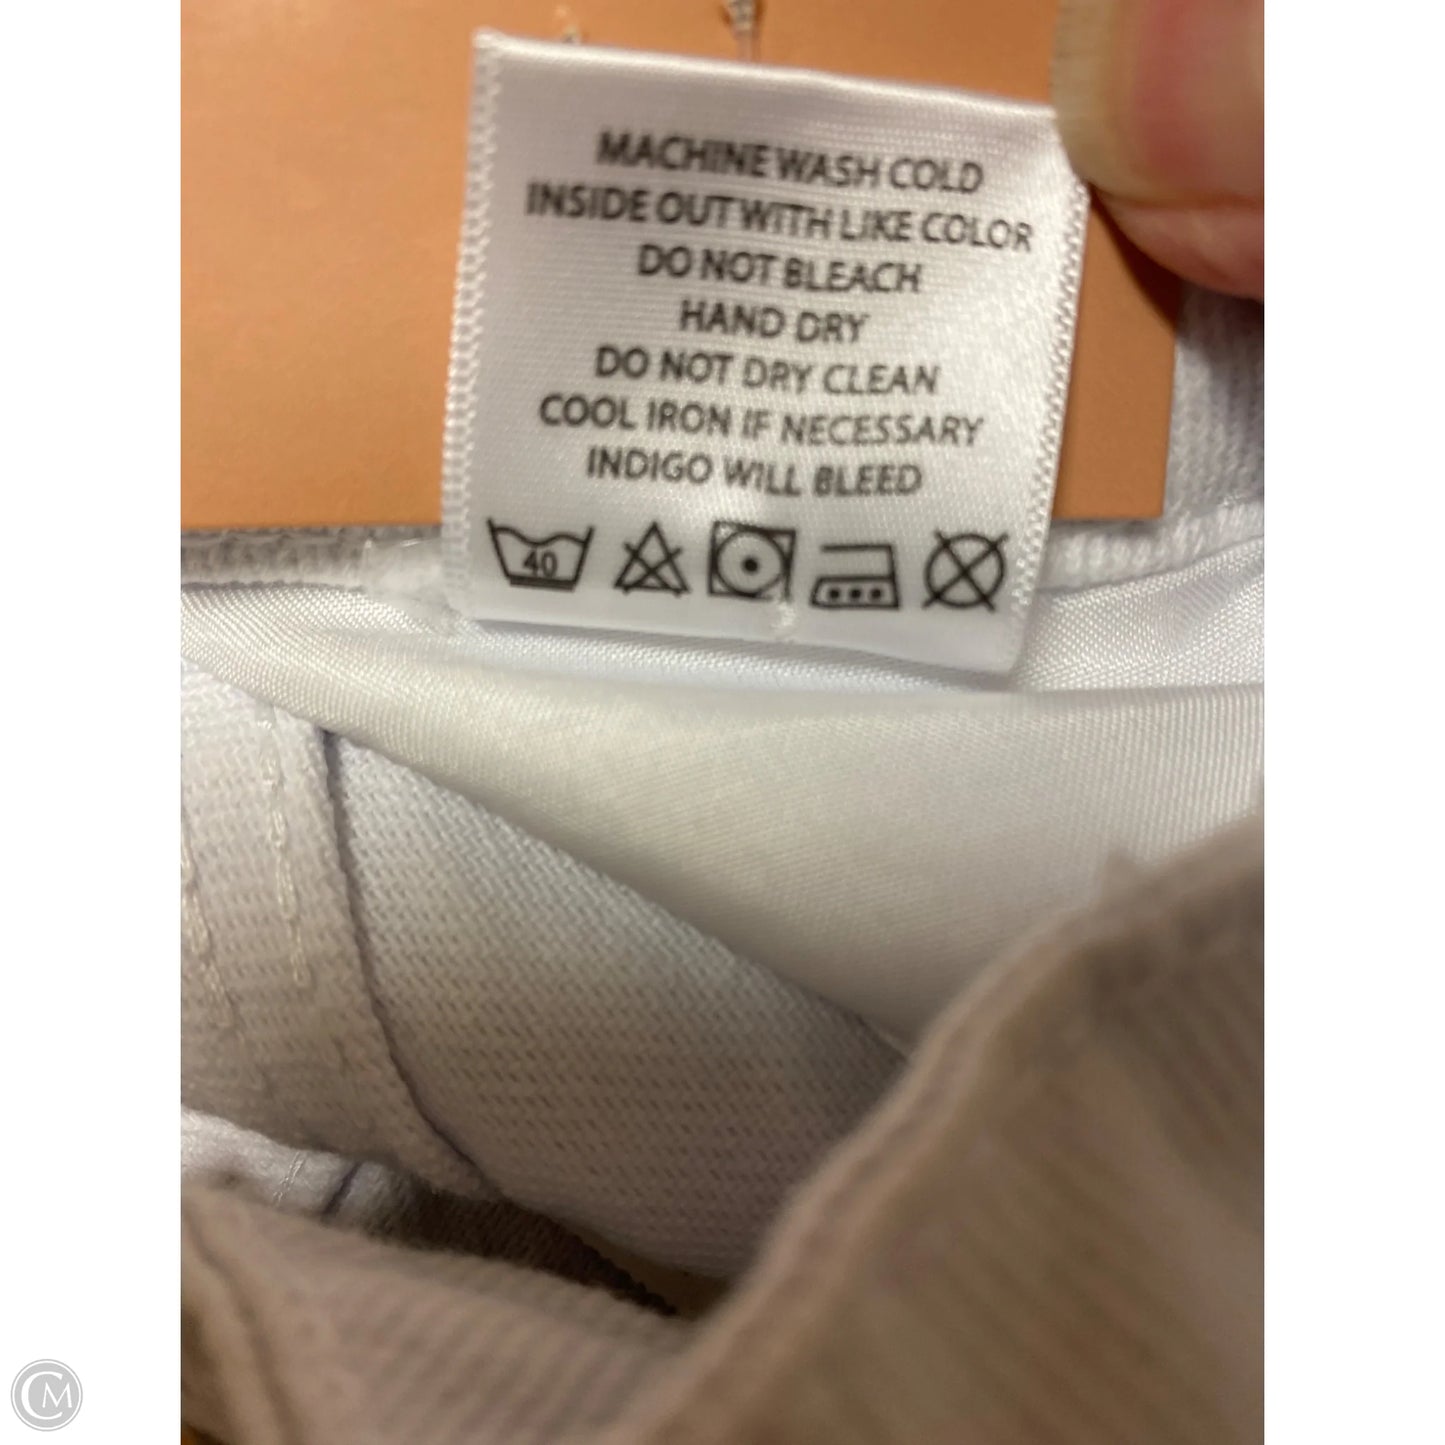 MACHINE WASH COLD
INSIDE OUT WITH LIKE COLOR
DO NOT BLEACH
HAND DRY
DO NOT DRY CLEAN
COOL IRON IF NECESSARY
INDIGO WILL BLEED
40
CM